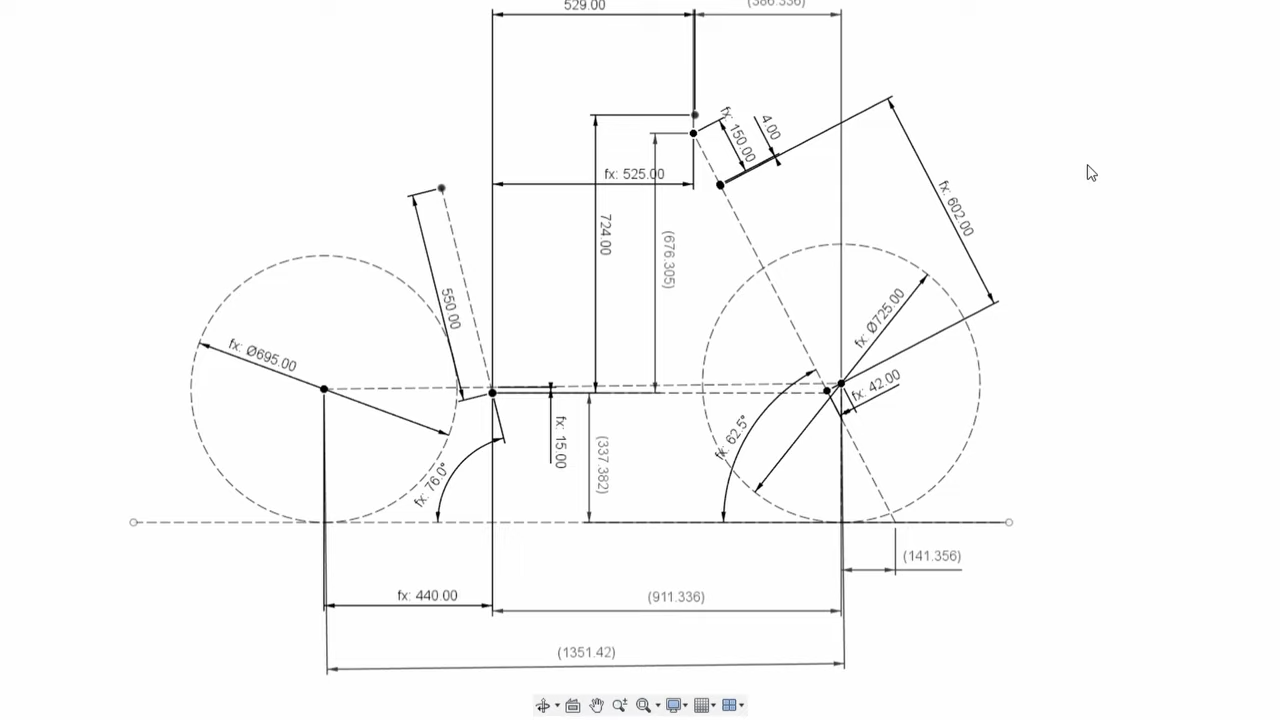 529.00
(386.336)
fx: 150.00
4.00
fx: 525.00
724.00
(676.305)
fx: 602.00
550.00
fx: Ø725.00
fx: Ø695.00
fx: 42.00
fx: 15.00
(337.382)
fx: 62.5°
fx: 76.0°
(141.356)
fx: 440.00
(911.336)
(1351.42)